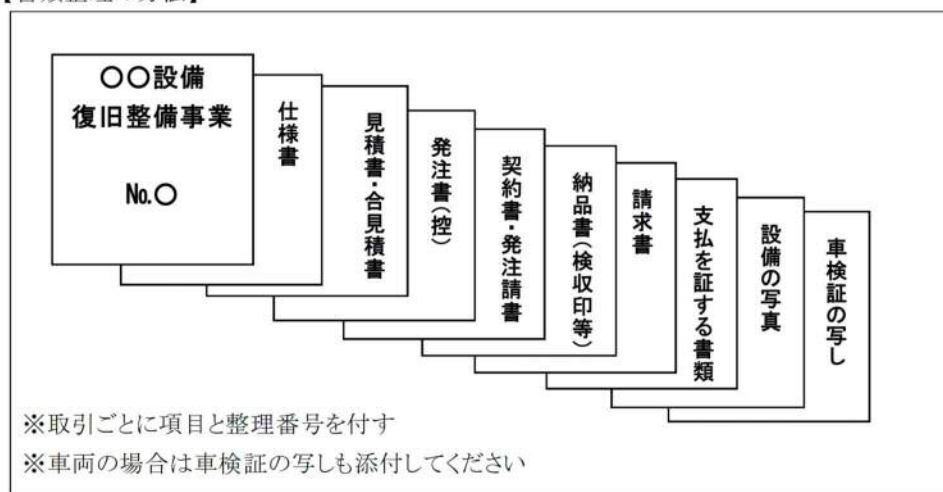 〇〇設備
復旧整備事業
№〇
仕様書
見積書・合見積書
発注書(控)
契約書・発注請書
納品書(検収印等)
請求書
支払を証する書類
設備の写真
車検証の写し
※取引ごとに項目と整理番号を付す
※車両の場合は車検証の写しも添付してください